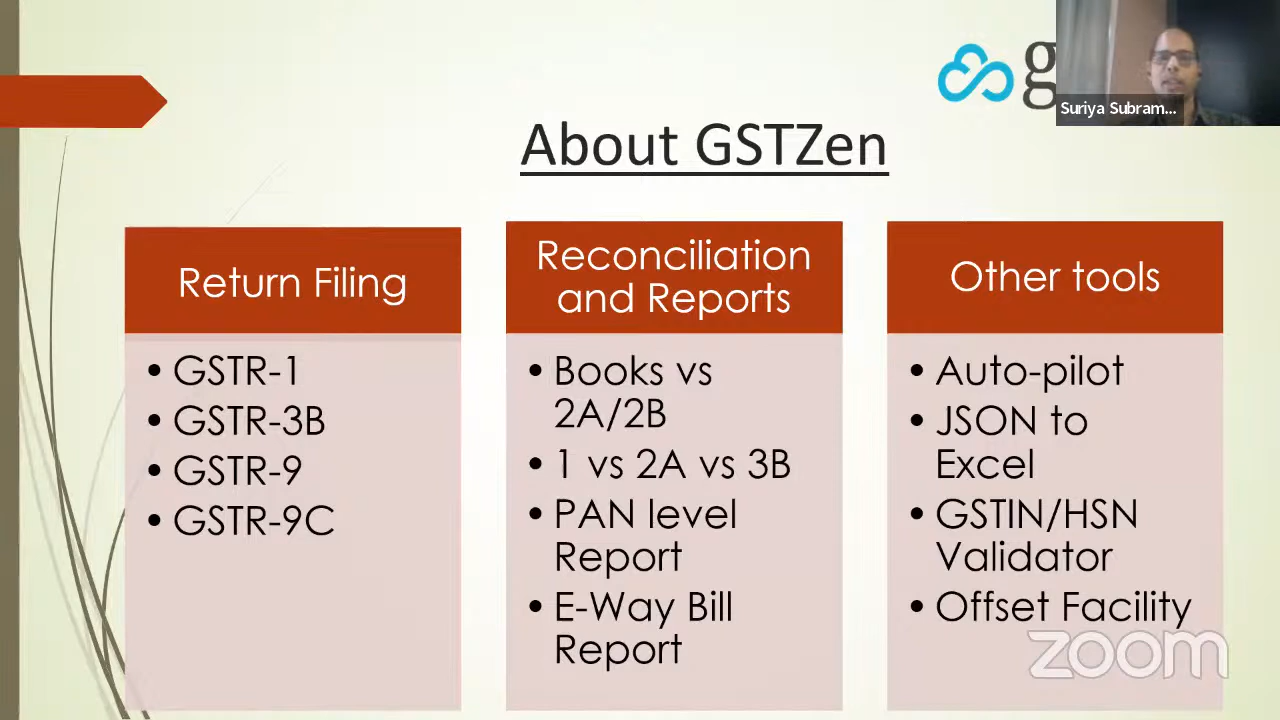 g
Suriya Subram...
About GSTZen
Return Filing
• GSTR-1
• GSTR-3B
• GSTR-9
• GSTR-9C
Reconciliation
and Reports
• Books vs
2A/2B
• 1 vs 2A vs 3B
• PAN level
Report
• E-Way Bill
Report
Other tools
• Auto-pilot
• JSON to
Excel
• GSTIN/HSN
Validator
• Offset Facility
zoom